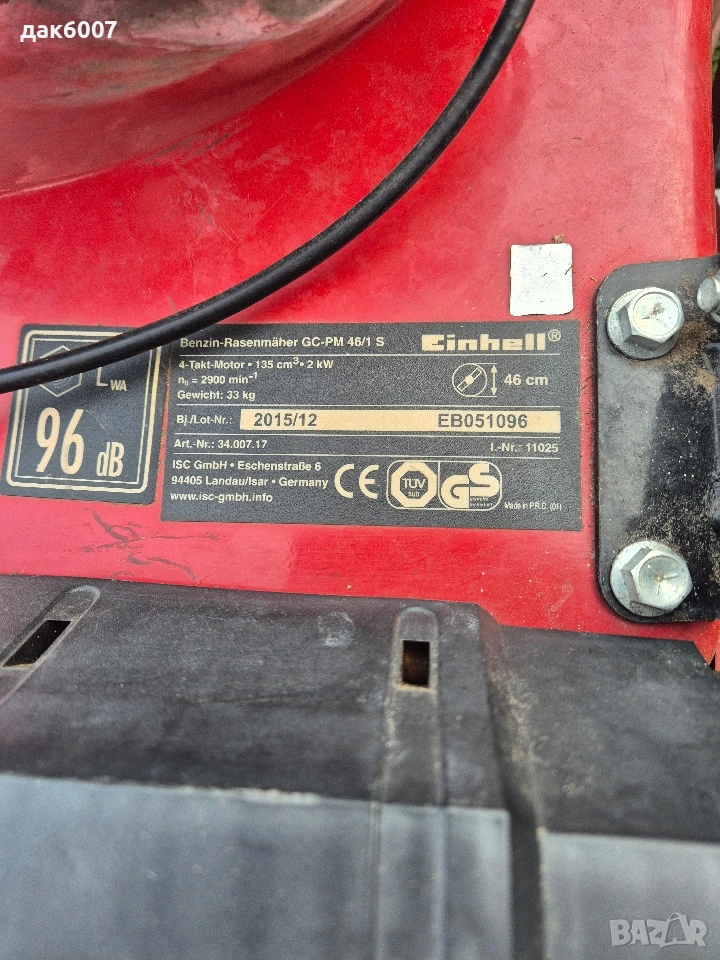 дак6007
Benzin-Rasenmäher GC-PM 46/1 S
Einhell®
4-Takt-Motor • 135 cm³ • 2 kW
n₀ = 2900 min⁻¹
Gewicht: 33 kg
46 cm
LWA
96 dB
Bj./Lot-Nr.: 2015/12 EB051096
Art.-Nr.: 34.007.17 I.-Nr.: 11025
ISC GmbH • Eschenstraße 6
94405 Landau/Isar • Germany
www.isc-gmbh.info
CE
TÜV
SÜD
GS
Made in P.R.C. (01)
BAZAR